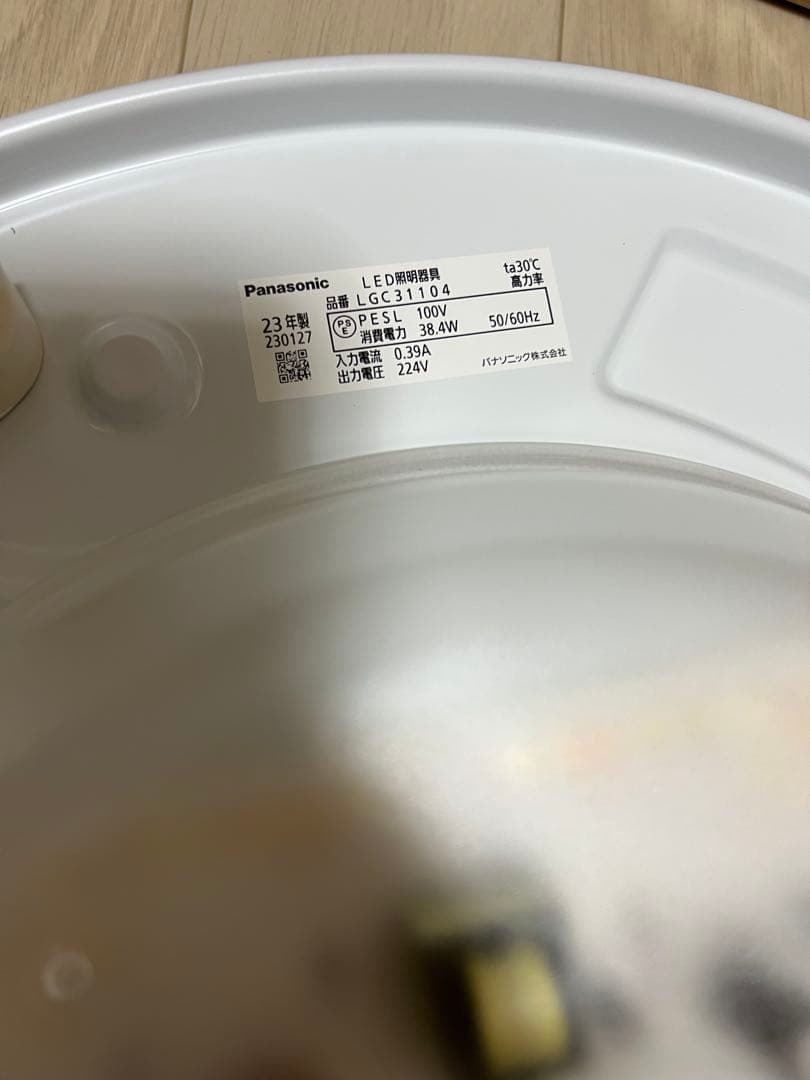 Panasonic LED照明器具 ta30℃
品番 LGC31104 高力率
23年製
230127
PSE PESL 100V
消費電力 38.4W 50/60Hz
入力電流 0.39A
出力電圧 224V パナソニック株式会社